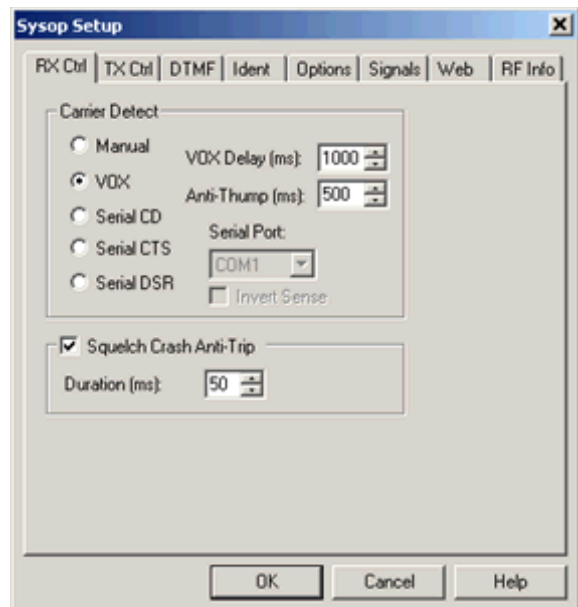 Sysop Setup
RX Ctrl TX Ctrl DTMF Ident Options Signals Web RF Info
Carrier Detect
Manual
VOX
Serial CD
Serial CTS
Serial DSR
VOX Delay (ms): 1000
Anti-Thump (ms): 500
Serial Port:
COM1
Invert Sense
Squelch Crash Anti-Trip
Duration (ms): 50
OK Cancel Help